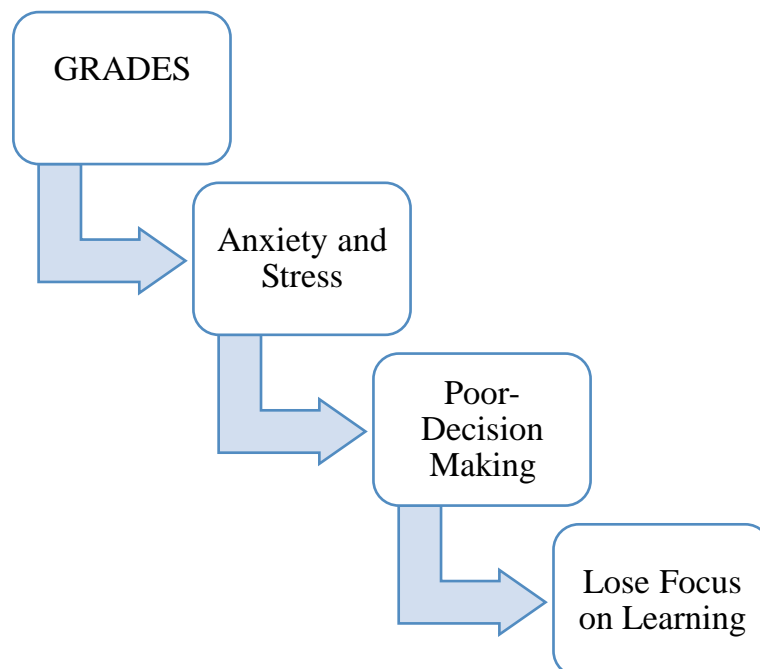 GRADES
Anxiety and
Stress
Poor-
Decision
Making
Lose Focus
on Learning